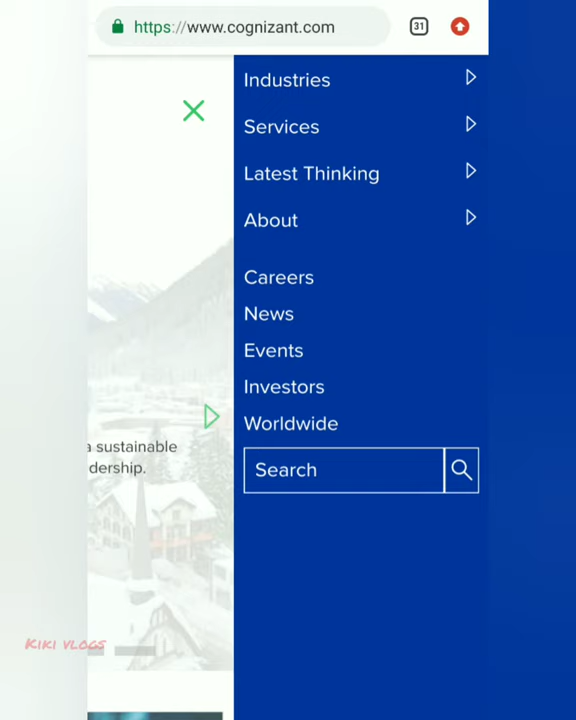 https://www.cognizant.com
31
Industries
Services
Latest Thinking
About
Careers
News
Events
Investors
Worldwide
a sustainable
dership.
Search
KIKI VLOGS